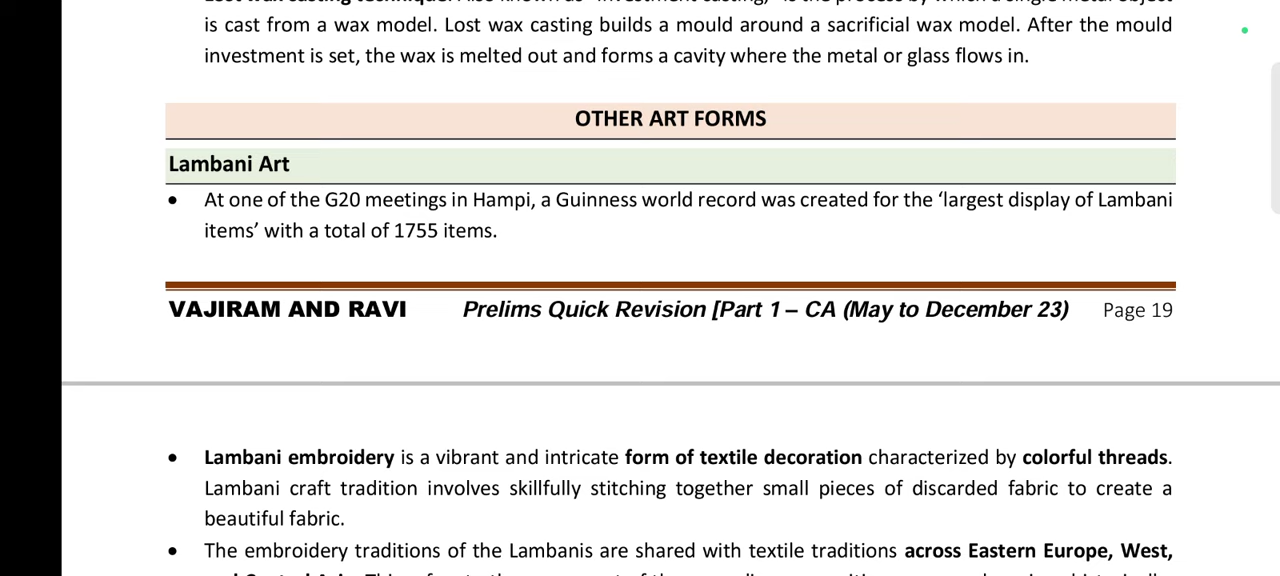 is cast from a wax model. Lost wax casting builds a mould around a sacrificial wax model. After the mould
investment is set, the wax is melted out and forms a cavity where the metal or glass flows in.
OTHER ART FORMS
Lambani Art
• At one of the G20 meetings in Hampi, a Guinness world record was created for the ‘largest display of Lambani
items’ with a total of 1755 items.
VAJIRAM AND RAVI Prelims Quick Revision [Part 1 – CA (May to December 23) Page 19
• Lambani embroidery is a vibrant and intricate form of textile decoration characterized by colorful threads.
Lambani craft tradition involves skillfully stitching together small pieces of discarded fabric to create a
beautiful fabric.
• The embroidery traditions of the Lambanis are shared with textile traditions across Eastern Europe, West,